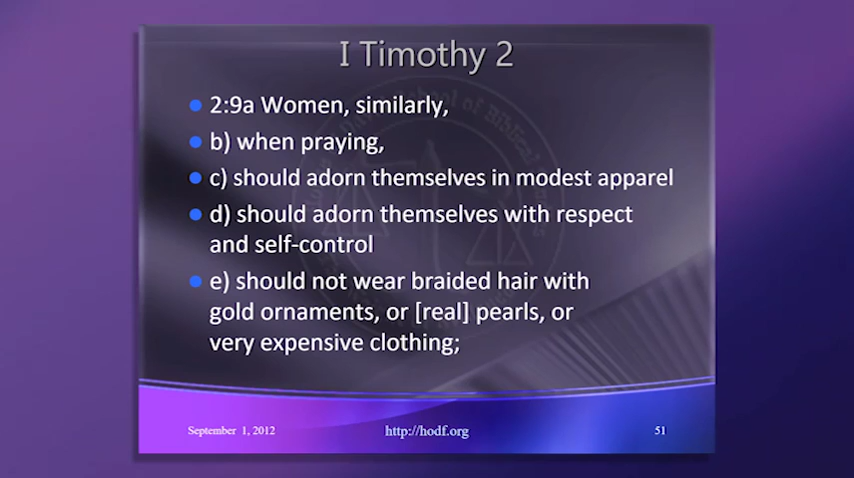 I Timothy 2
2:9a Women, similarly,
b) when praying,
c) should adorn themselves in modest apparel
d) should adorn themselves with respect
and self-control
e) should not wear braided hair with
gold ornaments, or [real] pearls, or
very expensive clothing;
September 1, 2012
http://hodf.org
51